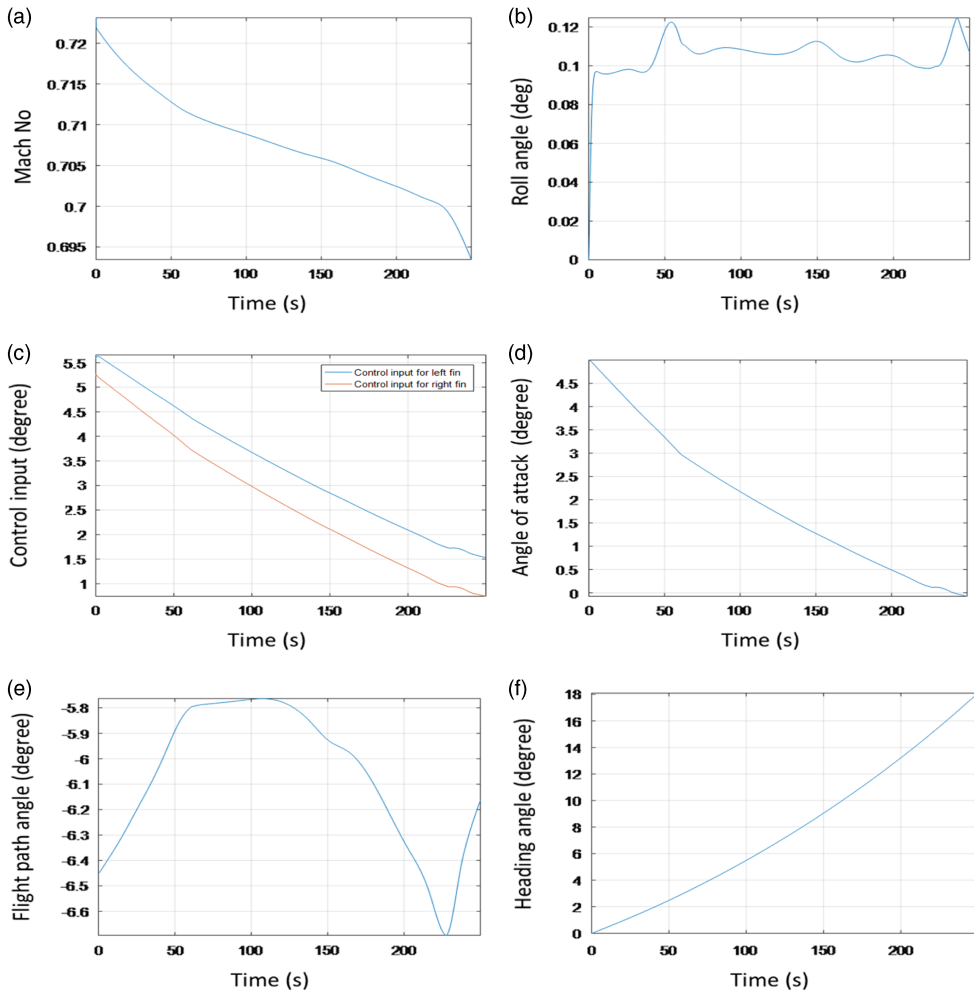 (a)
Mach No
0.72
0.715
0.71
0.705
0.7
0.695
0 50 100 150 200
Time (s)
(b)
Roll angle (deg)
0.12
0.1
0.08
0.06
0.04
0.02
0
0 50 100 150 200
Time (s)
(c)
Control input (degree)
5.5
5
4.5
4
3.5
3
2.5
2
1.5
1
Control input for left fin
Control input for right fin
0 50 100 150 200
Time (s)
(d)
Angle of attack (degree)
4.5
4
3.5
3
2.5
2
1.5
1
0.5
0
0 50 100 150 200
Time (s)
(e)
Flight path angle (degree)
-5.8
-5.9
-6
-6.1
-6.2
-6.3
-6.4
-6.5
-6.6
0 50 100 150 200
Time (s)
(f)
Heading angle (degree)
18
16
14
12
10
8
6
4
2
0
0 50 100 150 200
Time (s)